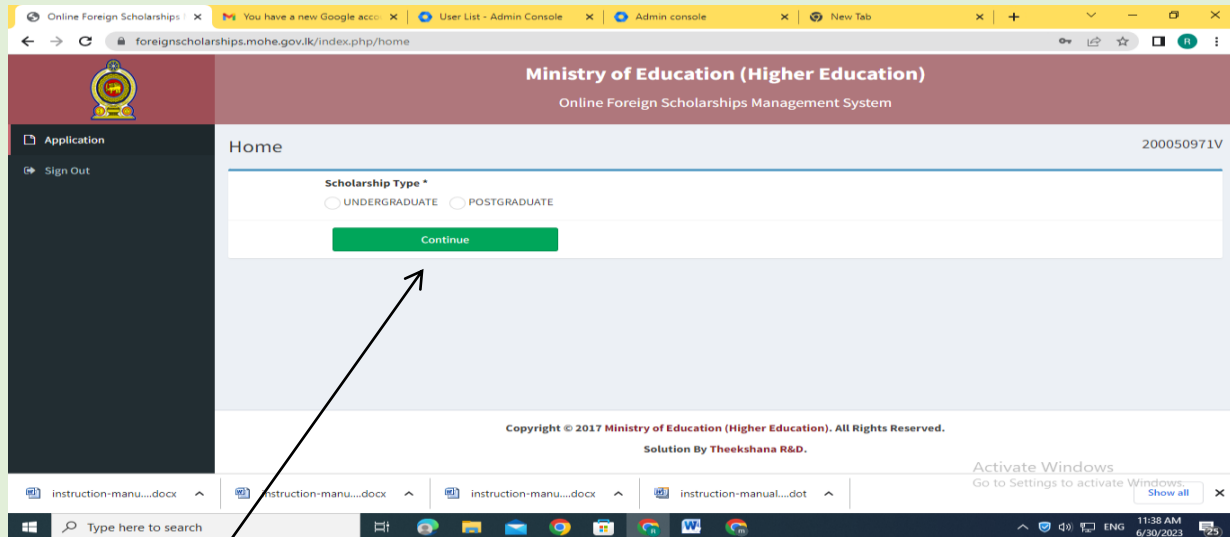 Online Foreign Scholarships
You have a new Google acco
User List - Admin Console
Admin console
New Tab
foreignscholarships.mohe.gov.lk/index.php/home
R
Ministry of Education (Higher Education)
Online Foreign Scholarships Management System
Application
Sign Out
Home
200050971V
Scholarship Type *
UNDERGRADUATE POSTGRADUATE
Continue
Copyright © 2017 Ministry of Education (Higher Education). All Rights Reserved.
Solution By Theekshana R&D.
Activate Windows
Go to Settings to activate Windows.
instruction-manu....docx
instruction-manu....docx
instruction-manu....docx
instruction-manual....dot
Show all
Type here to search
ENG
11:38 AM
6/30/2023
25